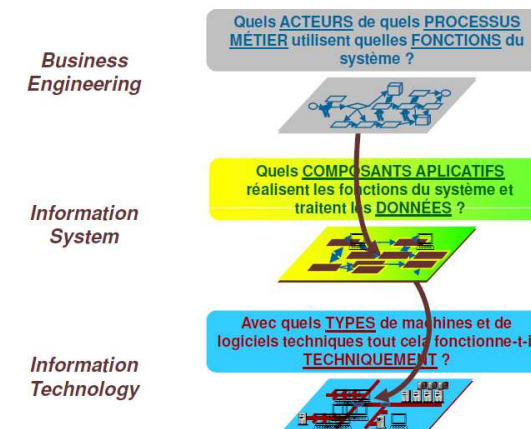 Business
Engineering
Quels ACTEURS de quels PROCESSUS
MÉTIER utilisent quelles FONCTIONS du
système ?
Information
System
Quels COMPOSANTS APLICATIFS
réalisent les fonctions du système et
traitent les DONNÉES ?
Information
Technology
Avec quels TYPES de machines et de
logiciels techniques tout cela fonctionne-t-i
TECHNIQUEMENT ?